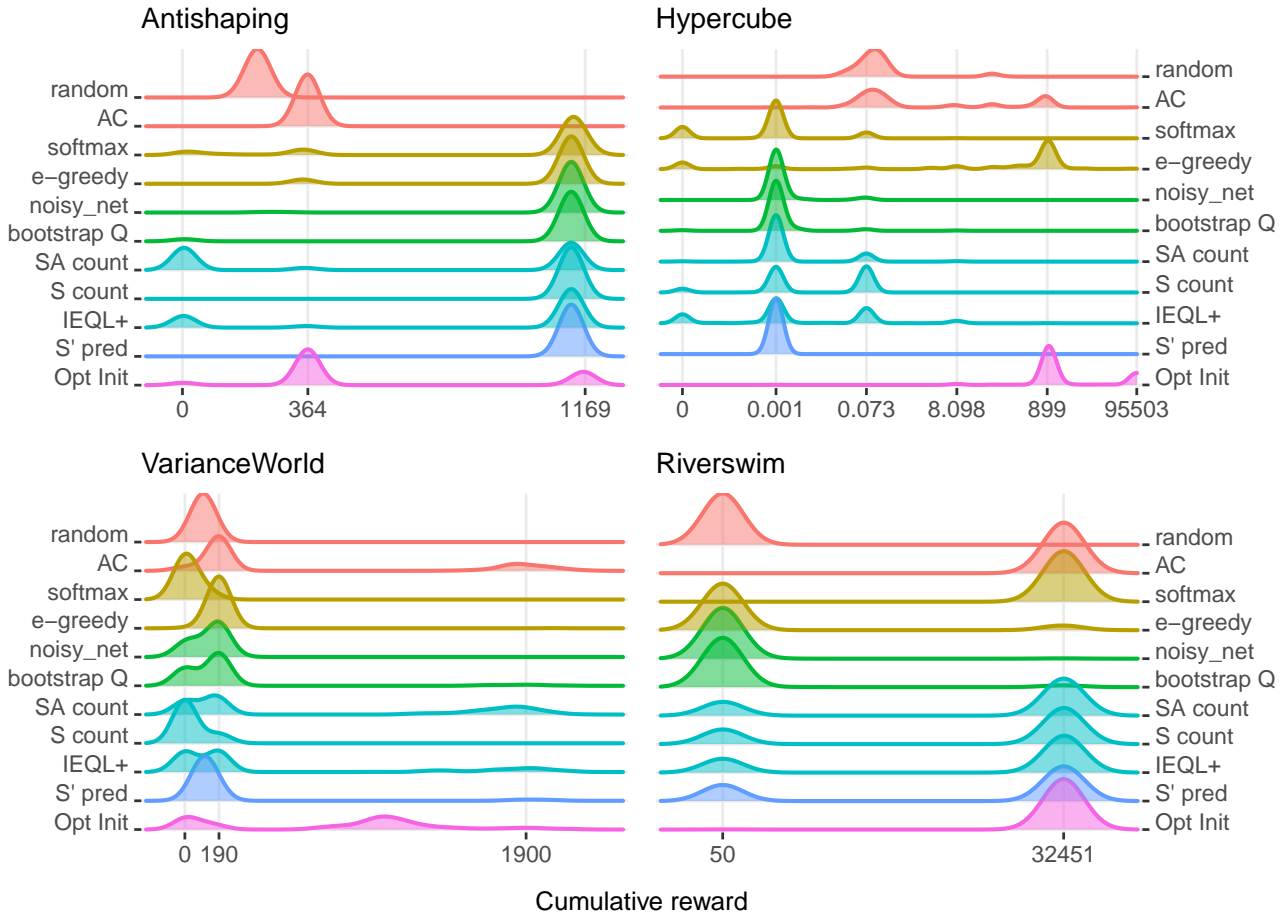 Antishaping
random
AC
softmax
e−greedy
noisy_net
bootstrap Q
SA count
S count
IEQL+
S' pred
Opt Init
0 364 1169
Hypercube
random
AC
softmax
e−greedy
noisy_net
bootstrap Q
SA count
S count
IEQL+
S' pred
Opt Init
0 0.001 0.073 8.098 899 95503
VarianceWorld
random
AC
softmax
e−greedy
noisy_net
bootstrap Q
SA count
S count
IEQL+
S' pred
Opt Init
0 190 1900
Riverswim
random
AC
softmax
e−greedy
noisy_net
bootstrap Q
SA count
S count
IEQL+
S' pred
Opt Init
50 32451
Cumulative reward